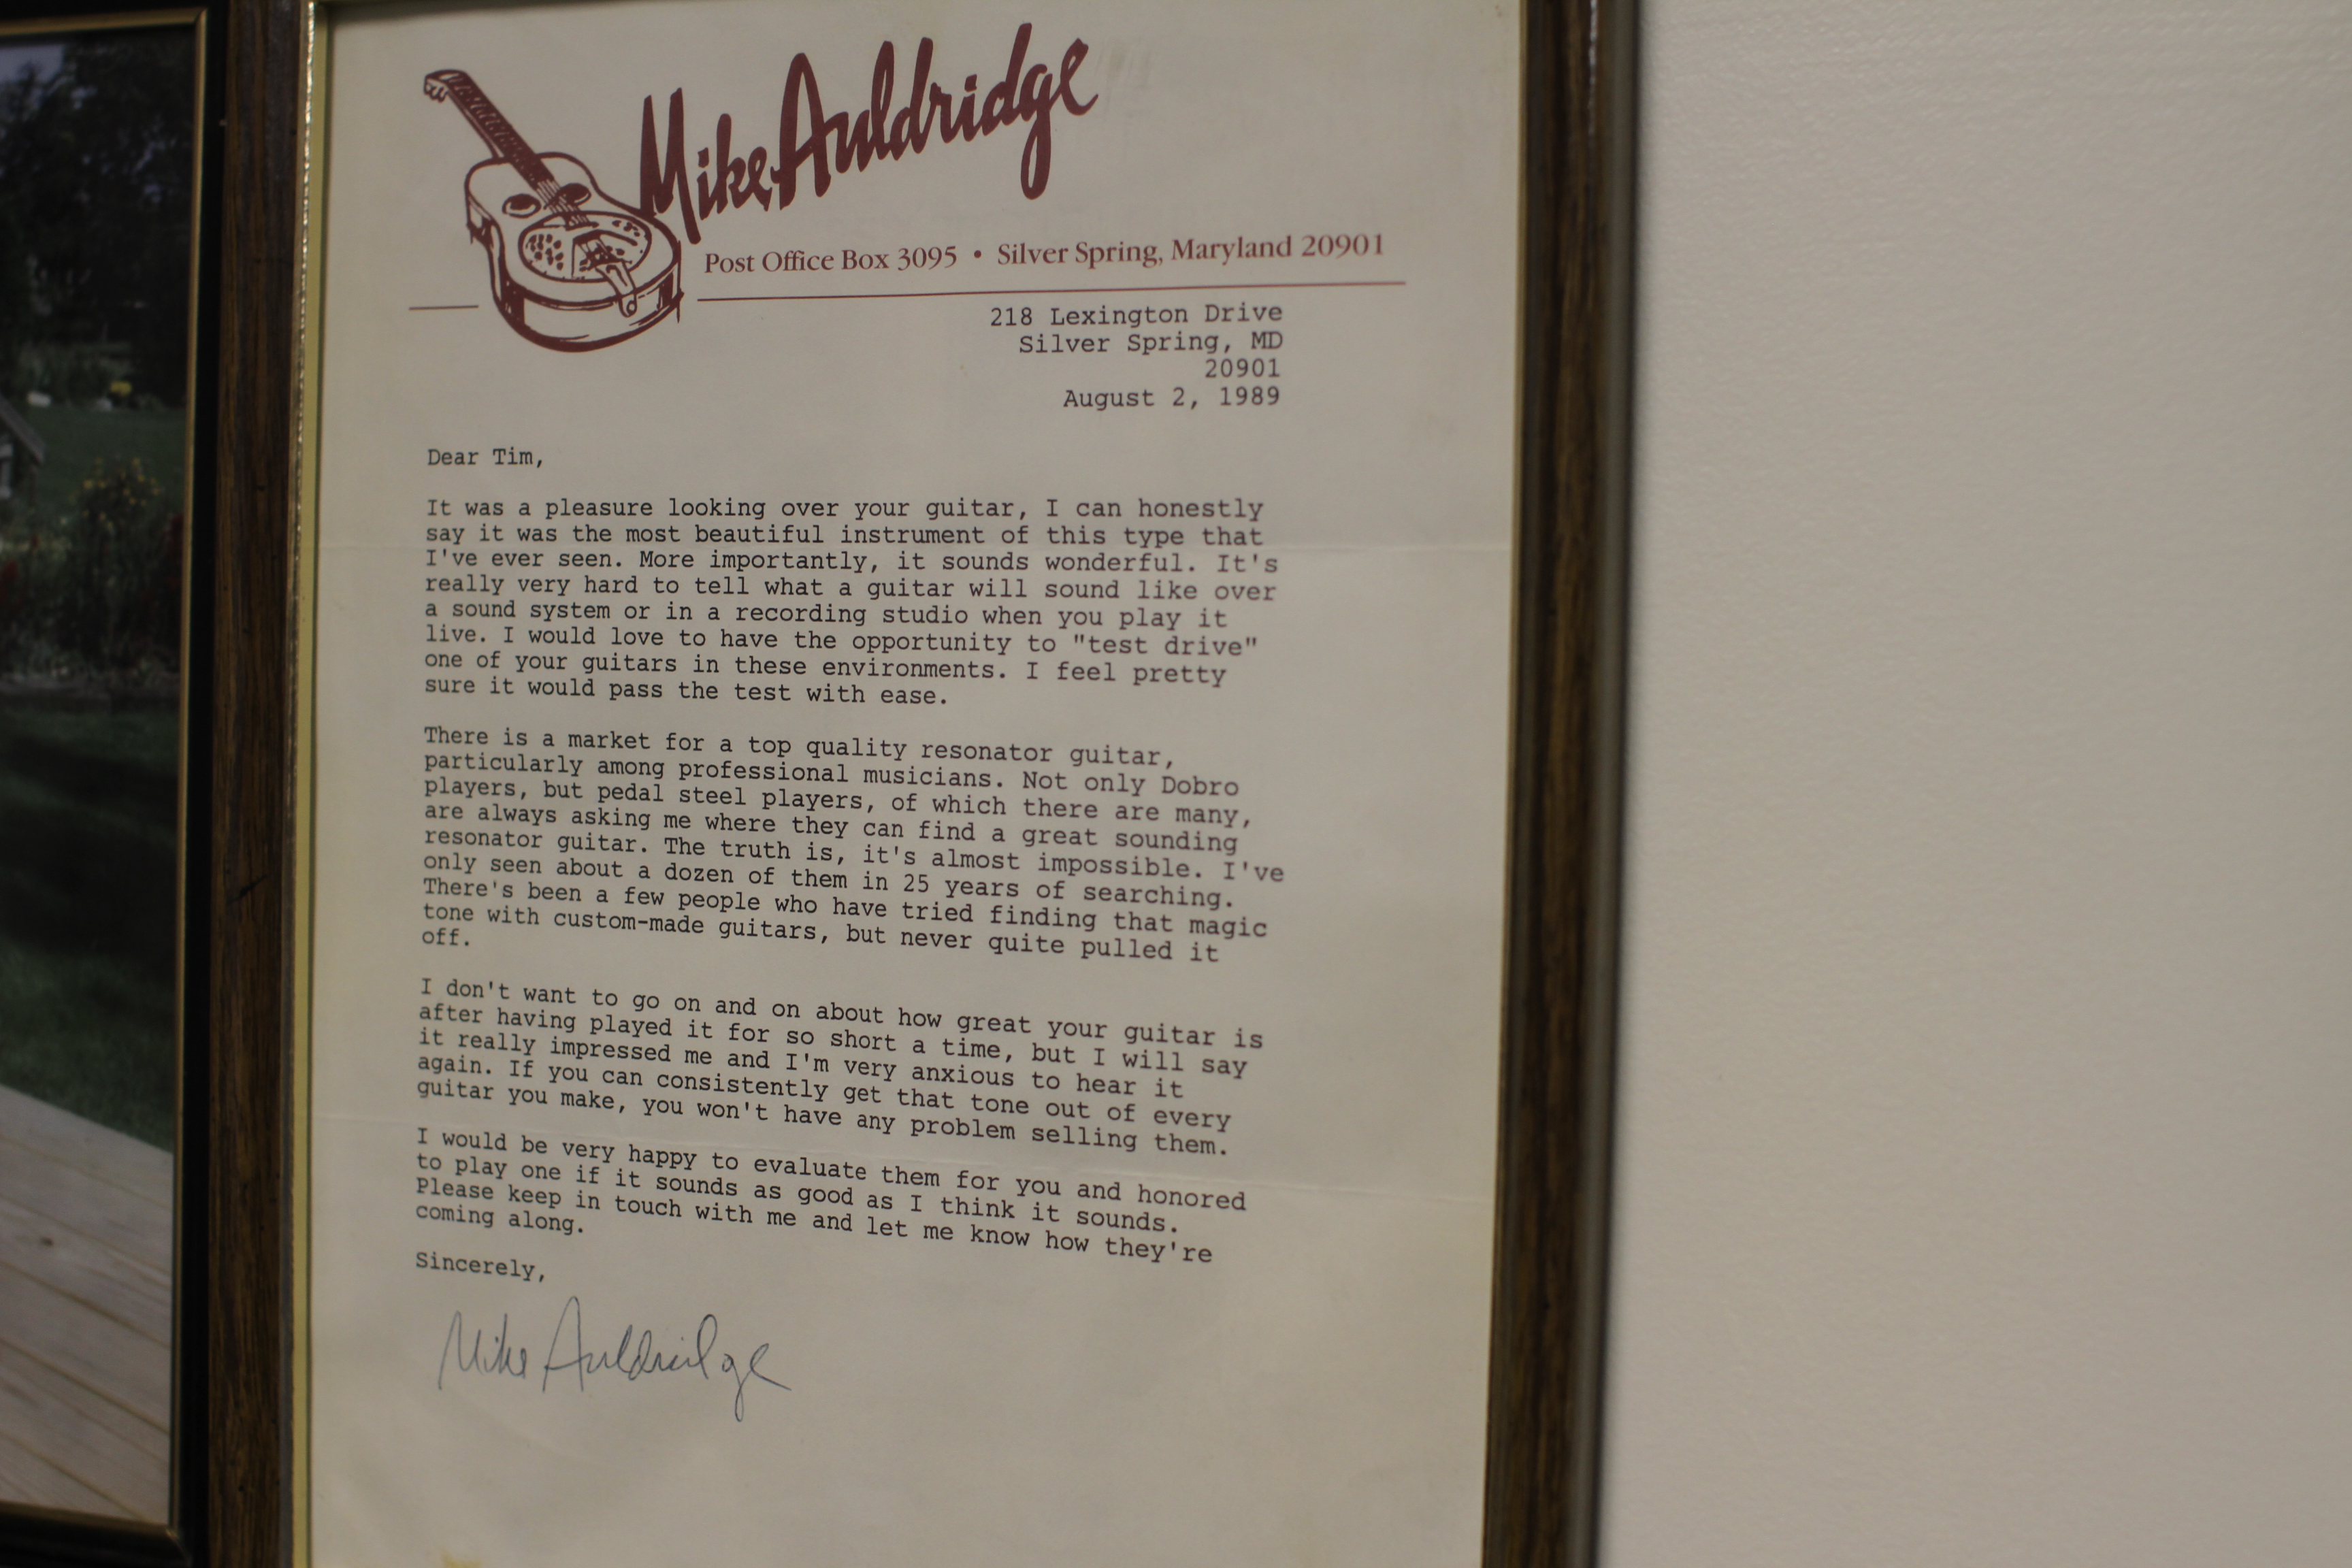 Mike Auldridge
Post Office Box 3095 • Silver Spring, Maryland 20901
218 Lexington Drive
Silver Spring, MD
20901
August 2, 1989
Dear Tim,
It was a pleasure looking over your guitar, I can honestly
say it was the most beautiful instrument of this type that
I've ever seen. More importantly, it sounds wonderful. It's
really very hard to tell what a guitar will sound like over
a sound system or in a recording studio when you play it
live. I would love to have the opportunity to "test drive"
one of your guitars in these environments. I feel pretty
sure it would pass the test with ease.
There is a market for a top quality resonator guitar,
particularly among professional musicians. Not only Dobro
players, but pedal steel players, of which there are many,
are always asking me where they can find a great sounding
resonator guitar. The truth is, it's almost impossible. I've
only seen about a dozen of them in 25 years of searching.
There's been a few people who have tried finding that magic
tone with custom-made guitars, but never quite pulled it
off.
I don't want to go on and on about how great your guitar is
after having played it for so short a time, but I will say
it really impressed me and I'm very anxious to hear it
again. If you can consistently get that tone out of every
guitar you make, you won't have any problem selling them.
I would be very happy to evaluate them for you and honored
to play one if it sounds as good as I think it sounds.
Please keep in touch with me and let me know how they're
coming along.
Sincerely,
Mike Auldridge